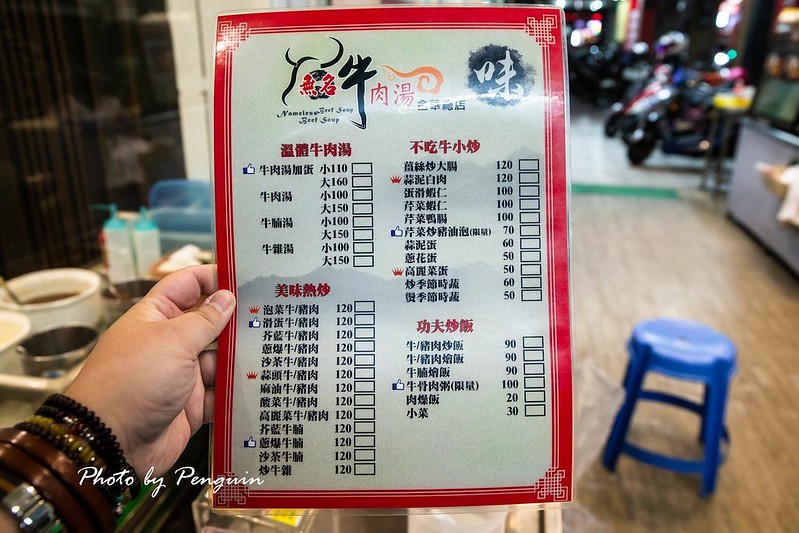 無名
牛肉湯
Nameless Beef Soup
Beef Soup
金華總店
味
溫體牛肉湯
牛肉湯加蛋 小110
大160
牛肉湯 小100
大150
牛腩湯 小100
大150
牛雜湯 小100
大150
美味熱炒
泡菜牛/豬肉 120
滑蛋牛/豬肉 120
芥藍牛/豬肉 120
蔥爆牛/豬肉 120
沙茶牛/豬肉 120
蒜頭牛/豬肉 120
麻油牛/豬肉 120
酸菜牛/豬肉 120
高麗菜牛/豬肉 120
芥藍牛腩 120
蔥爆牛腩 120
沙茶牛腩 120
炒牛雜 120
不吃牛小炒
薑絲炒大腸 120
蒜泥白肉 120
蛋滑蝦仁 100
芹菜蝦仁 100
芹菜鴨腸 100
芹菜炒豬油泡(限量) 70
蒜泥蛋 60
蔥花蛋 50
高麗菜蛋 50
炒季節時蔬 60
燙季節時蔬 50
功夫炒飯
牛/豬肉炒飯 90
牛/豬肉燴飯 90
牛腩燴飯 90
牛骨肉粥(限量) 100
肉燥飯 20
小菜 30
Photo by Penguin